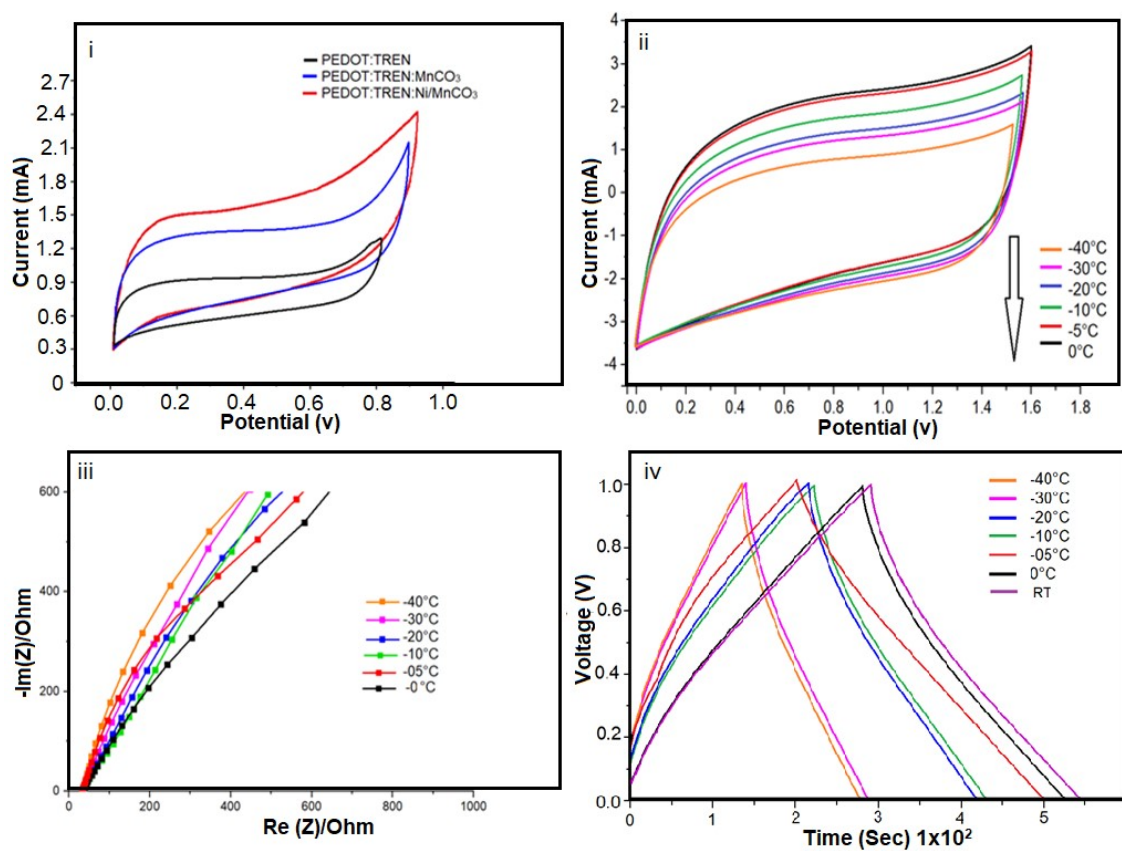 i
PEDOT:TREN
PEDOT:TREN:MnCO₃
PEDOT:TREN:Ni/MnCO₃
2.7
2.4
2.1
1.8
1.5
1.2
0.9
0.6
0.3
0
Current (mA)
0.0 0.2 0.4 0.6 0.8 1.0
Potential (v)
ii
4
3
2
1
0
-1
-2
-3
-4
Current (mA)
-40°C
-30°C
-20°C
-10°C
-5°C
0°C
0.0 0.2 0.4 0.6 0.8 1.0 1.2 1.4 1.6 1.8
Potential (v)
iii
600
400
200
0
-Im(Z)/Ohm
-40°C
-30°C
-20°C
-10°C
-05°C
-0°C
0 200 400 600 800 1000
Re (Z)/Ohm
iv
1.0
0.8
0.6
0.4
0.2
0.0
Voltage (V)
-40°C
-30°C
-20°C
-10°C
-05°C
0°C
RT
0 1 2 3 4 5
Time (Sec) 1x10²